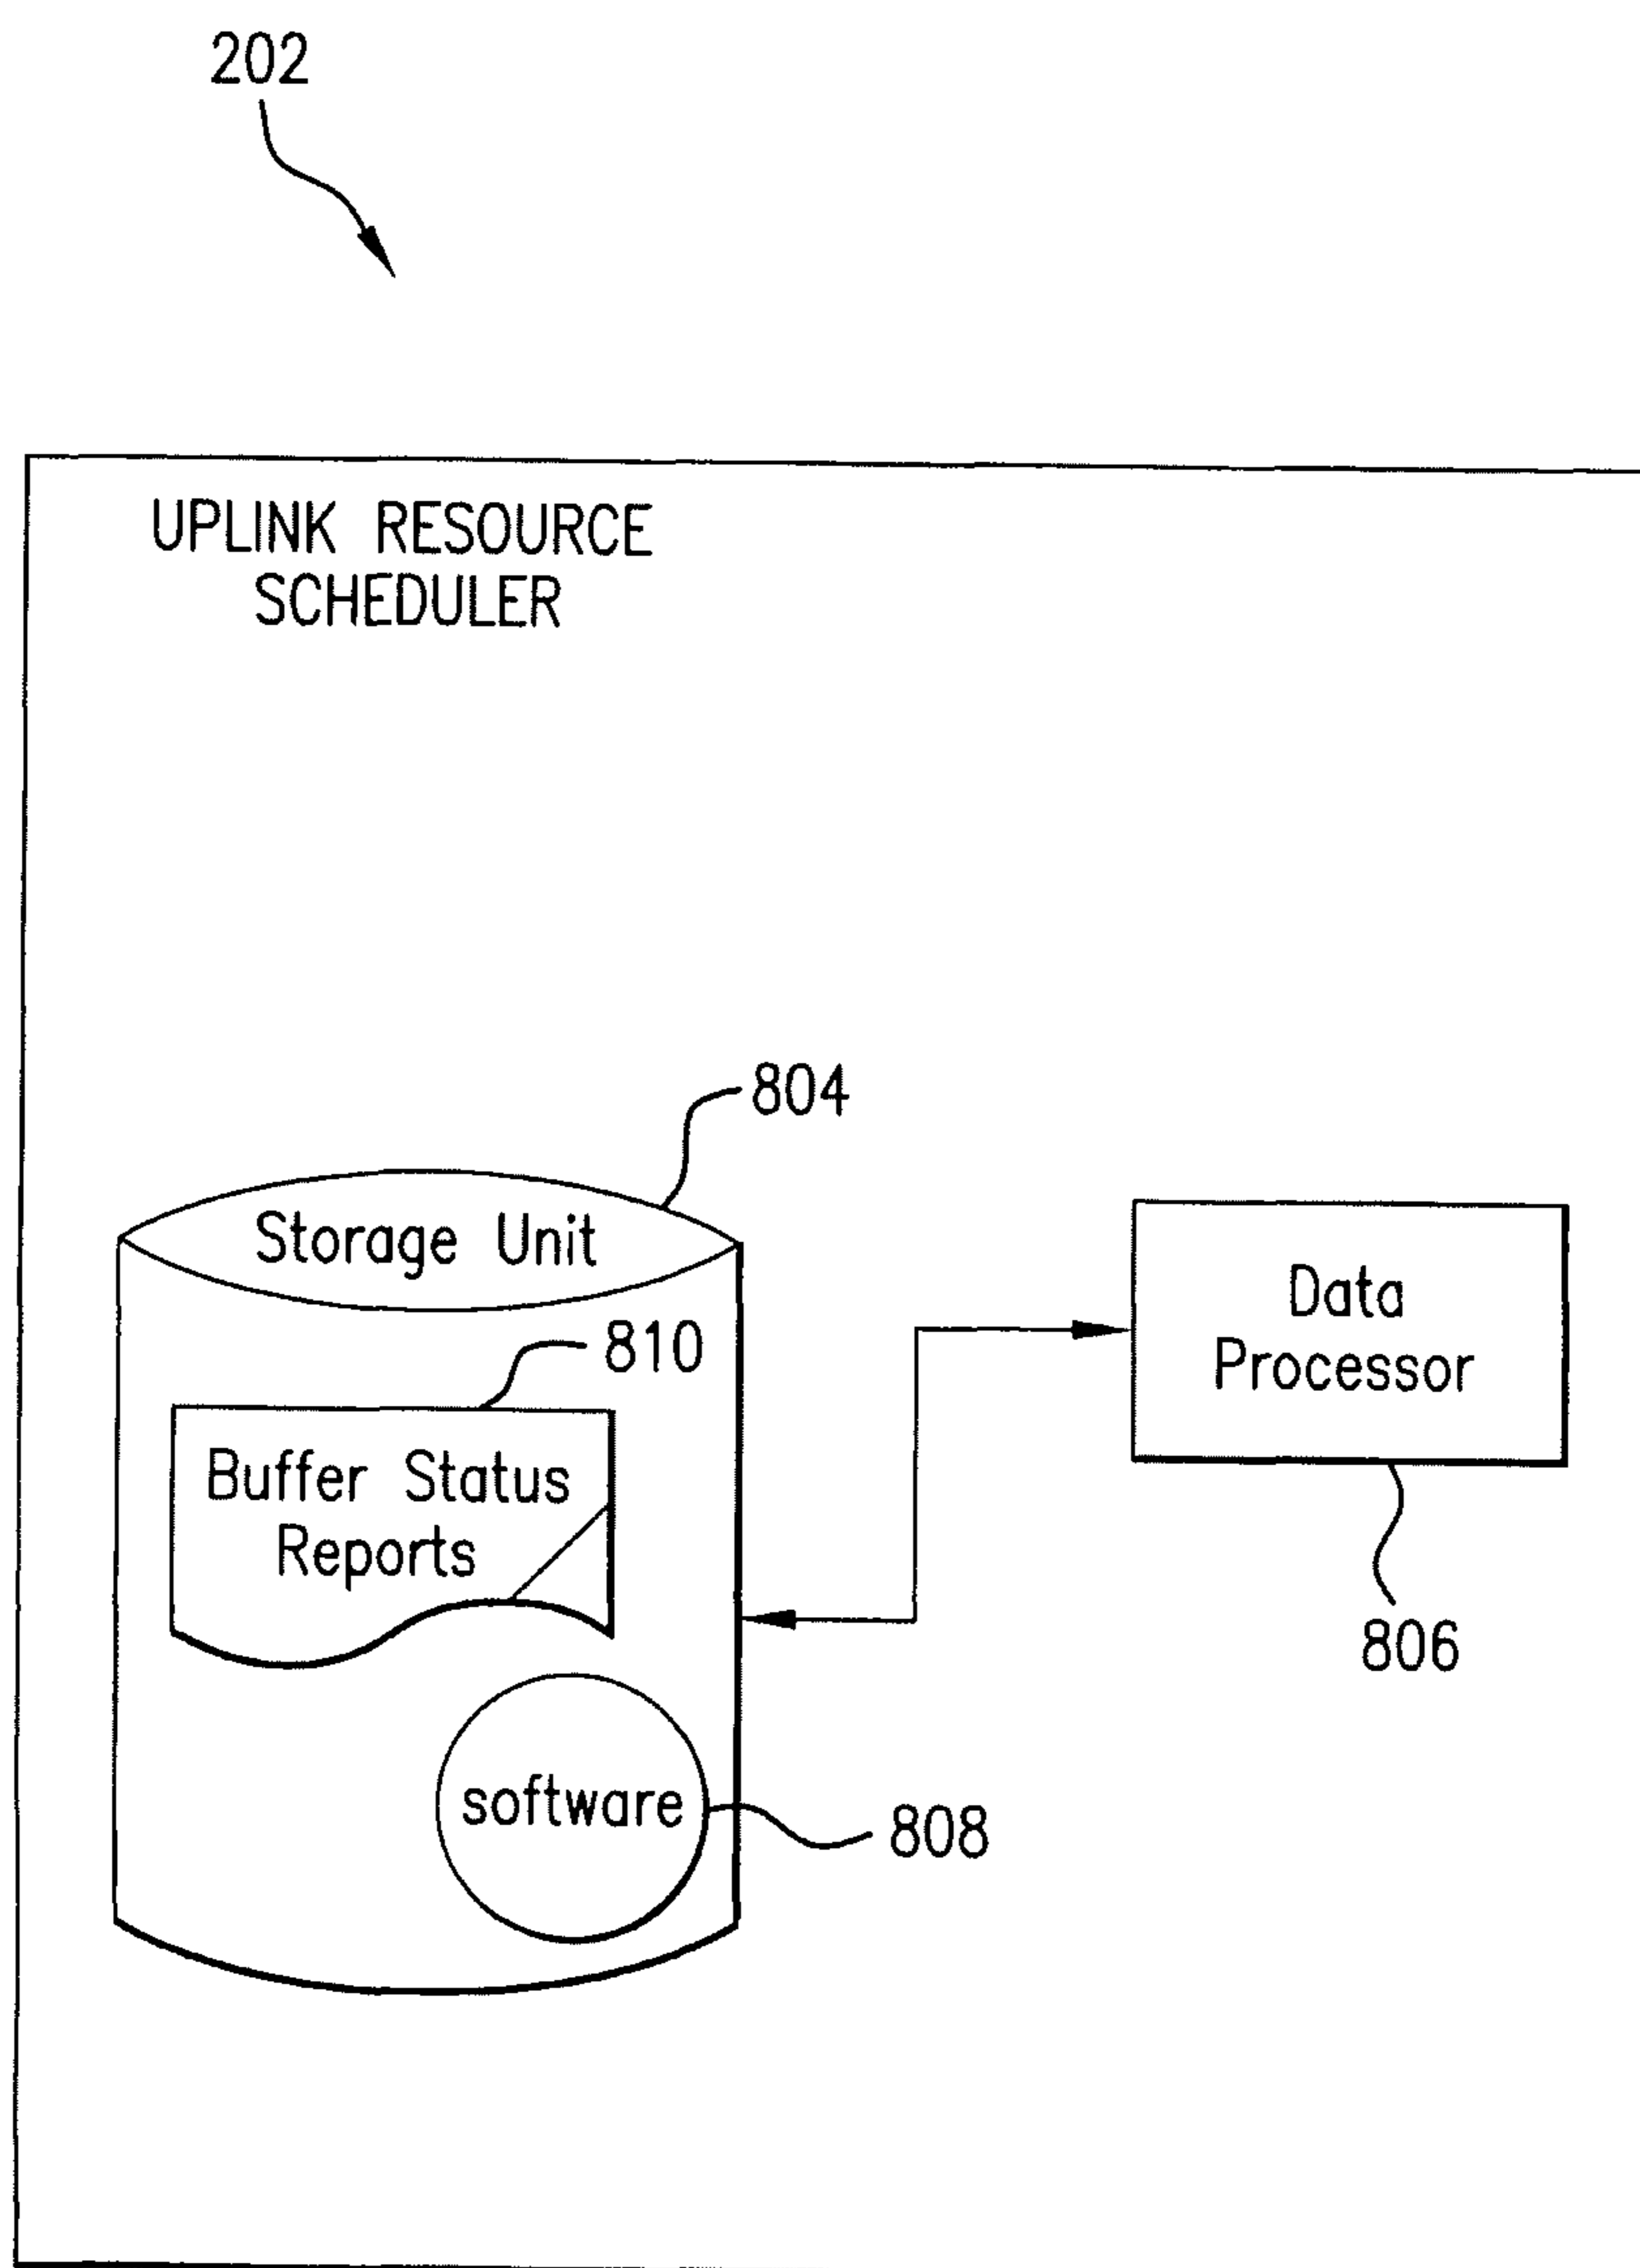 202
UPLINK RESOURCE
SCHEDULER
804
Storage Unit
810
Buffer Status
Reports
Data
Processor
806
software
808